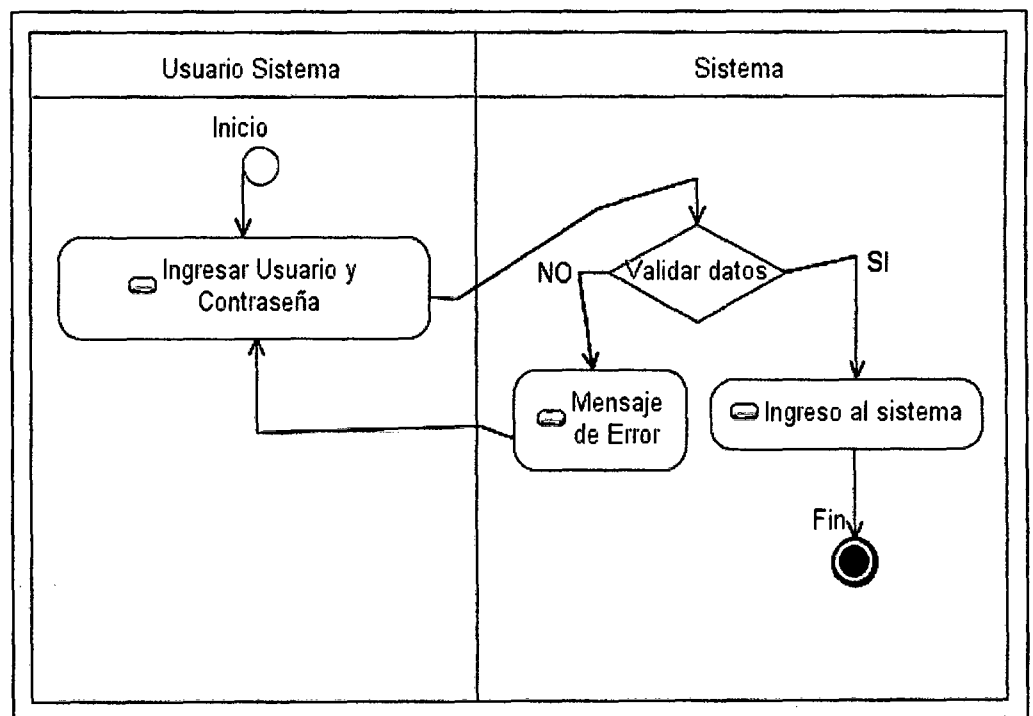 Usuario Sistema
Sistema
Inicio
Ingresar Usuario y
Contraseña
Validar datos
NO
SI
Mensaje
de Error
Ingreso al sistema
Fin